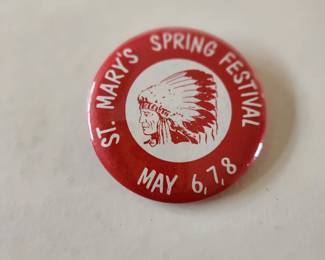 ST. MARY'S SPRING FESTIVAL
MAY 6,7,8